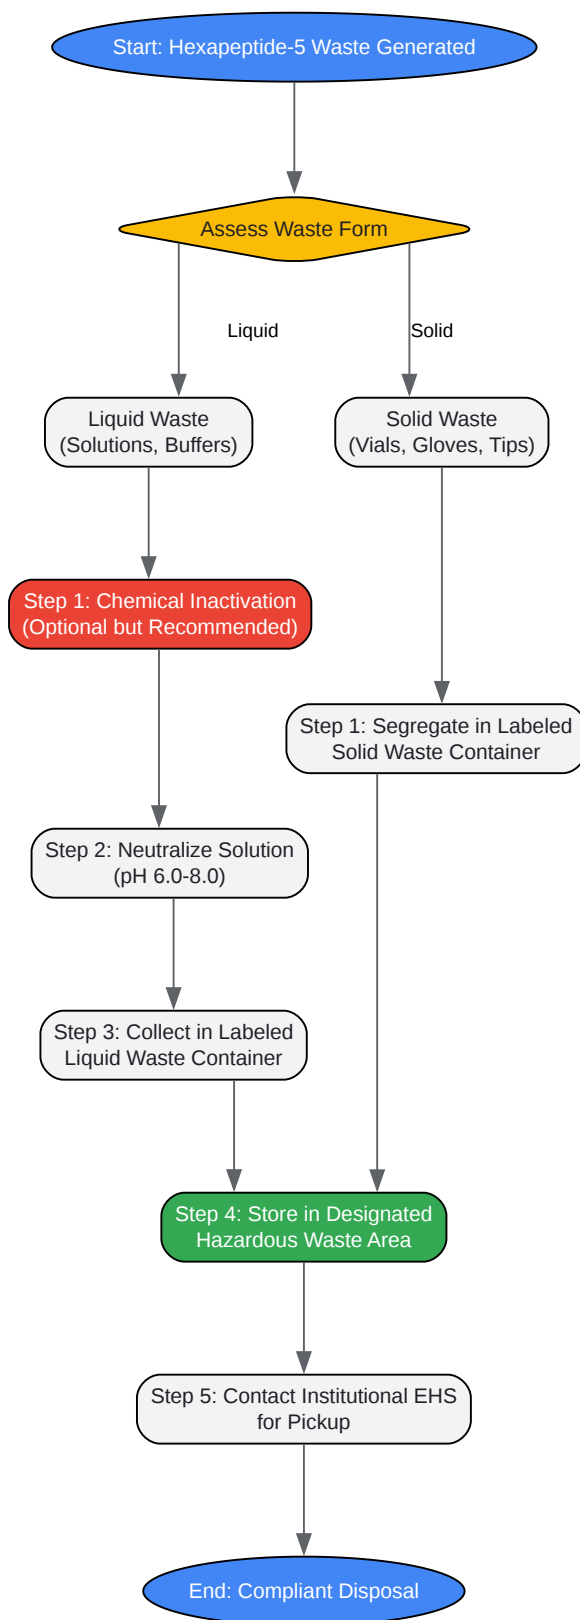 Start: Hexapeptide-5 Waste Generated
Assess Waste Form
Liquid
Solid
Liquid Waste
(Solutions, Buffers)
Solid Waste
(Vials, Gloves, Tips)
Step 1: Chemical Inactivation
(Optional but Recommended)
Step 1: Segregate in Labeled
Solid Waste Container
Step 2: Neutralize Solution
(pH 6.0-8.0)
Step 3: Collect in Labeled
Liquid Waste Container
Step 4: Store in Designated
Hazardous Waste Area
Step 5: Contact Institutional EHS
for Pickup
End: Compliant Disposal